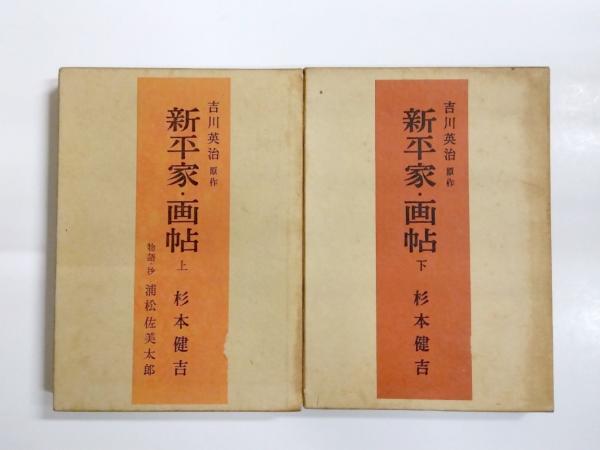 吉川英治 原作
新平家・画帖 上 杉本健吉
物語・抄 浦松佐美太郎
吉川英治 原作
新平家・画帖 下 杉本健吉